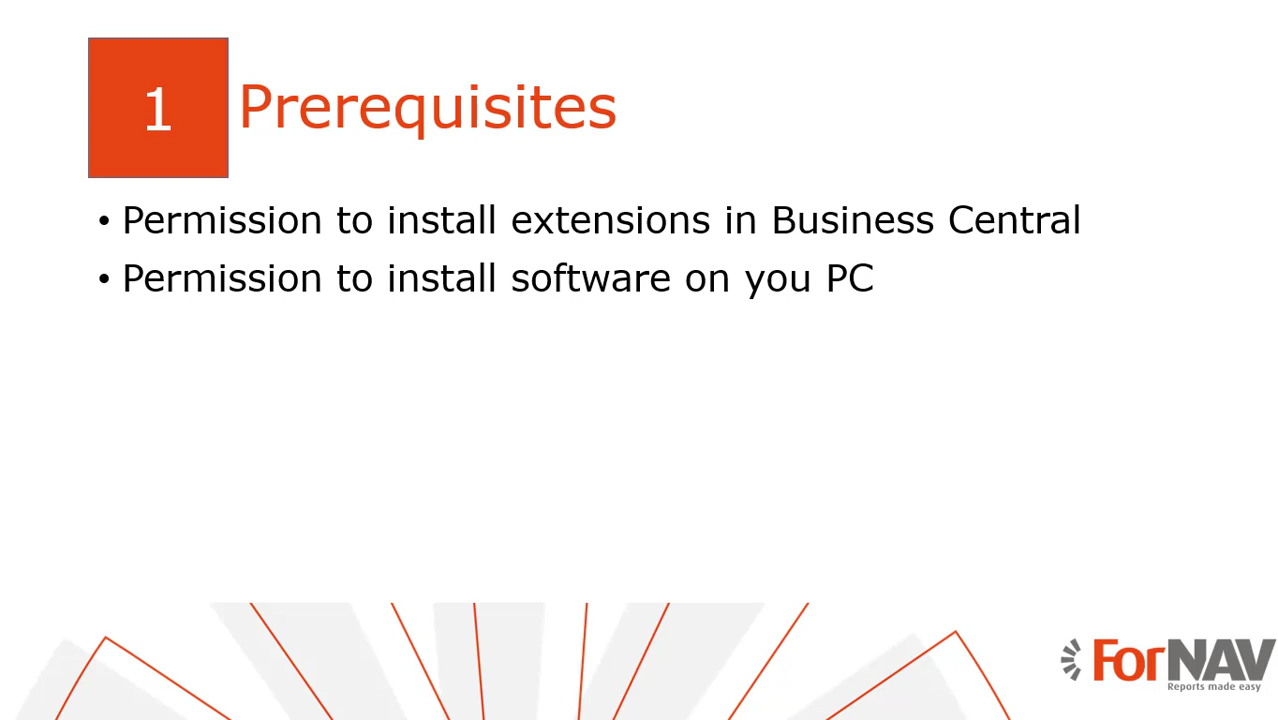 1
Prerequisites
• Permission to install extensions in Business Central
• Permission to install software on you PC
ForNAV
Reports made easy